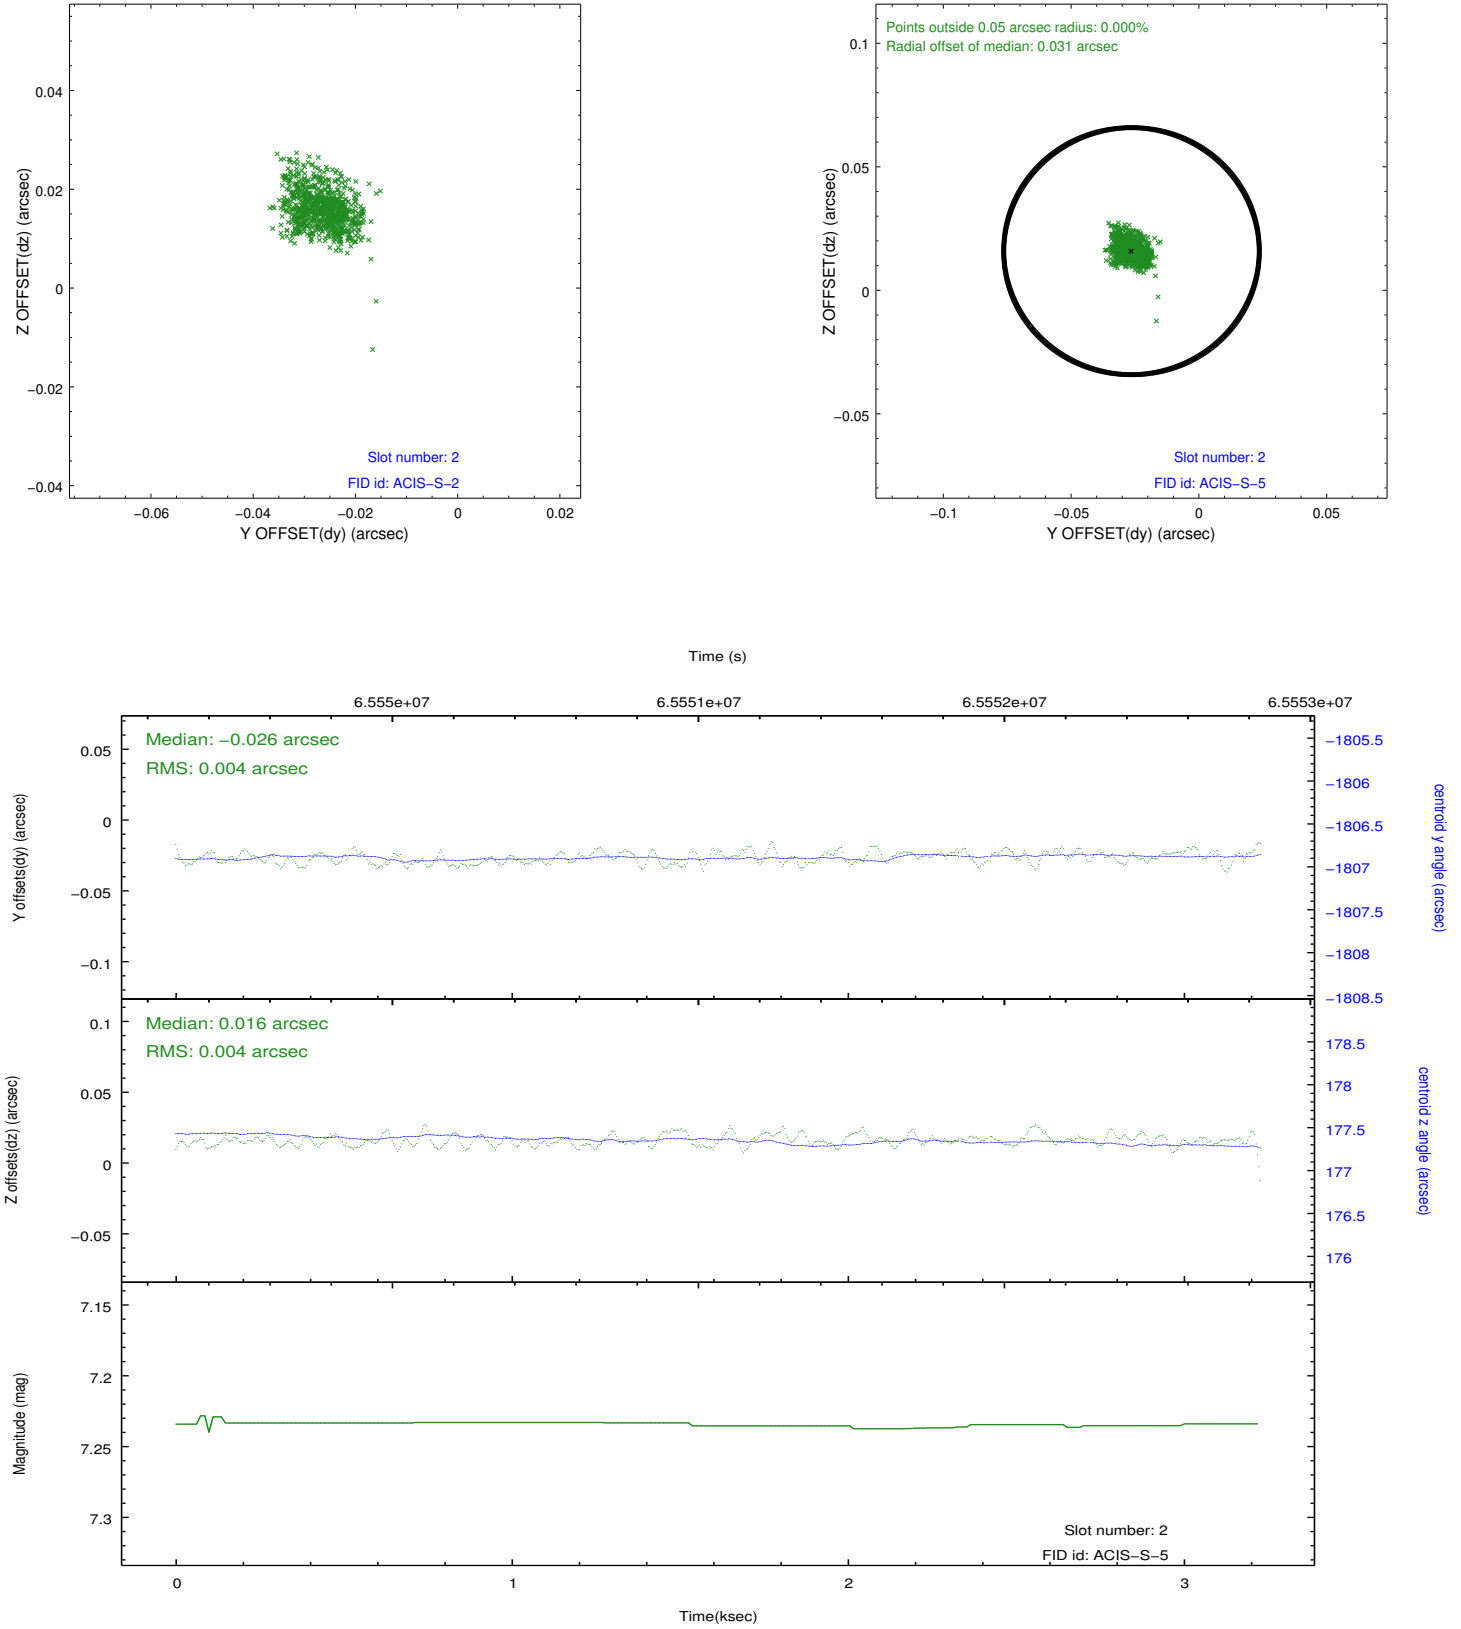 0.04
0.02
0
−0.02
−0.04
Z OFFSET(dz) (arcsec)
Slot number: 2
FID id: ACIS−S−2
−0.06
−0.04
−0.02
0
0.02
Y OFFSET(dy) (arcsec)
Points outside 0.05 arcsec radius: 0.000%
Radial offset of median: 0.031 arcsec
0.1
0.05
0
−0.05
Z OFFSET(dz) (arcsec)
Slot number: 2
FID id: ACIS−S−5
−0.1
−0.05
0
0.05
Y OFFSET(dy) (arcsec)
Time (s)
6.555e+07
6.5551e+07
6.5552e+07
6.5553e+07
Median: −0.026 arcsec
RMS: 0.004 arcsec
0.05
0
−0.05
−0.1
Y offsets(dy) (arcsec)
−1805.5
−1806
−1806.5
−1807
−1807.5
−1808
−1808.5
centroid y angle (arcsec)
Median: 0.016 arcsec
RMS: 0.004 arcsec
0.1
0.05
0
−0.05
Z offsets(dz) (arcsec)
178.5
178
177.5
177
176.5
176
centroid z angle (arcsec)
7.15
7.2
7.25
7.3
Magnitude (mag)
Slot number: 2
FID id: ACIS−S−5
0
1
2
3
Time(ksec)